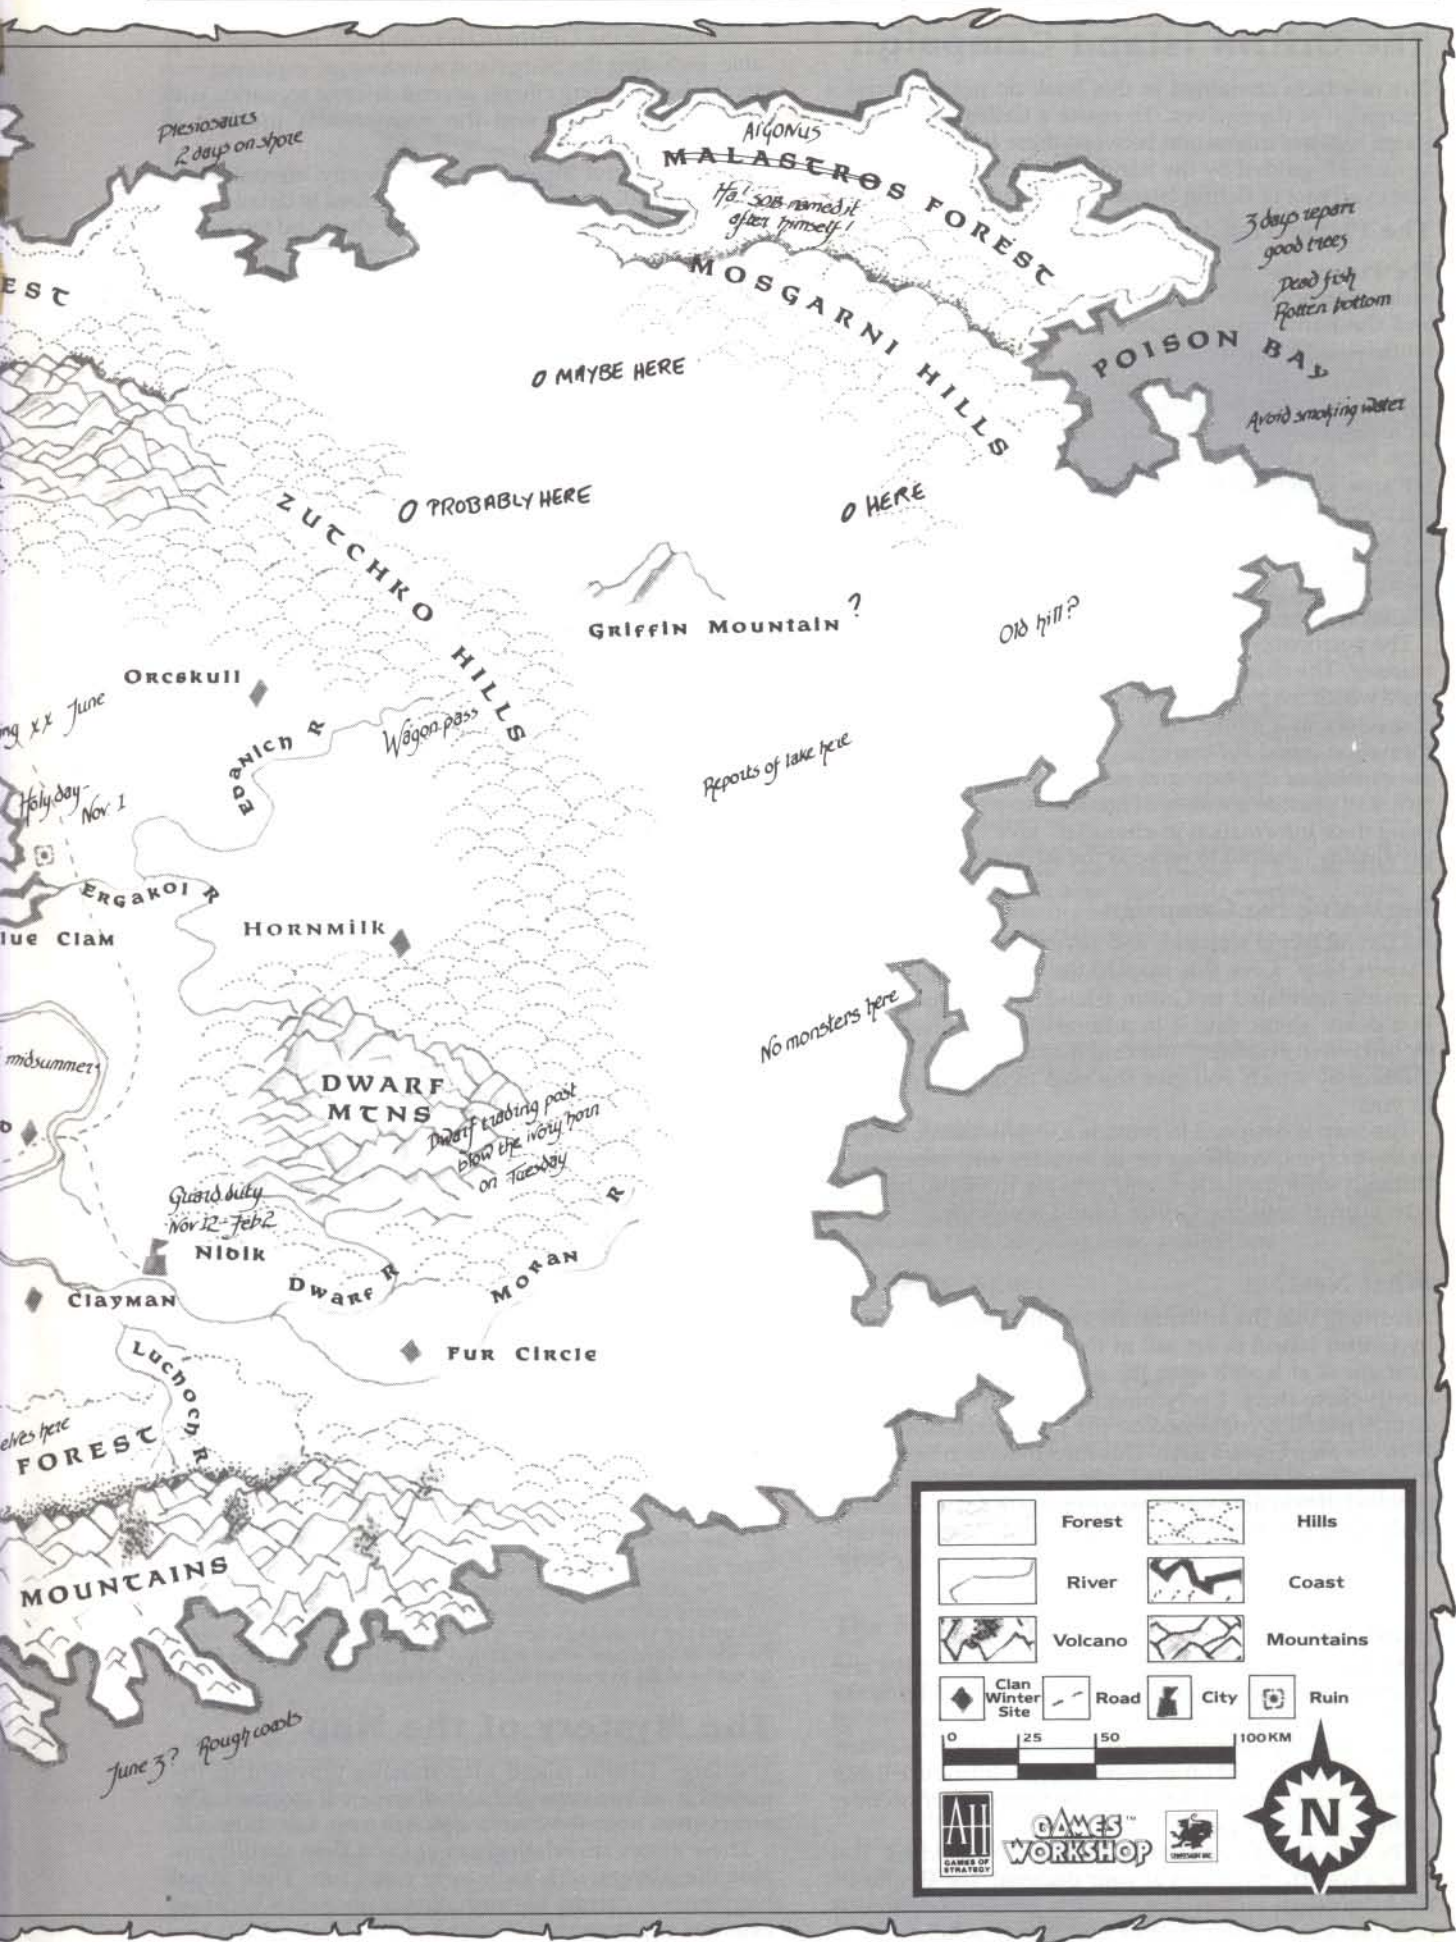 Plesiosaurs
2 days on shore
Algonus
MALASTROS FOREST
Ha! SOB named it
after himself!
MOSGARNI HILLS
3 days repair
good trees
Dead fish
Rotten bottom
POISON BAY
Avoid smoking water
EST
O MAYBE HERE
O PROBABLY HERE
O HERE
ZUTCHKO HILLS
GRIFFIN MOUNTAIN ?
Old hill?
ORCSKULL
ng xx June
EDANICH R
Wagon pass
Reports of lake here
Holy day-
Nov. 1
ERGAKOI R
lue Clam
HORNMILK
No monsters here
midsummer
DWARF
MTNS
Dwarf trading post
blow the ivory horn
on Tuesday
Guard duty
Nov 12-Feb 2
NIDIK
DWARF R
MORAN R
CLAYMAN
FUR CIRCLE
LUCHOCH R
elves here
FOREST
MOUNTAINS
June 3? Rough coasts
Forest
Hills
River
Coast
Volcano
Mountains
Clan
Winter
Site
Road
City
Ruin
0 25 50 100 KM
AH
GAMES OF
STRATEGY
GAMES™
WORKSHOP
N